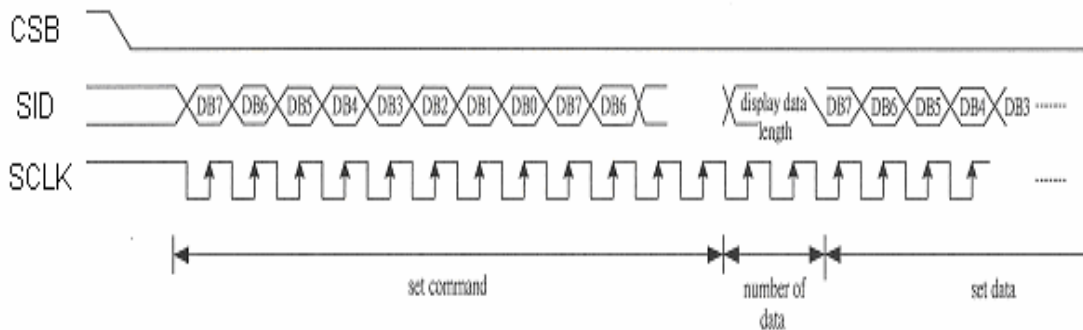 CSB
SID
DB7 DB6 DB5 DB4 DB3 DB2 DB1 DB0 DB7 DB6
display data
length
DB7 DB6 DB5 DB4 DB3 ........
SCLK
........
set command
number of
data
set data